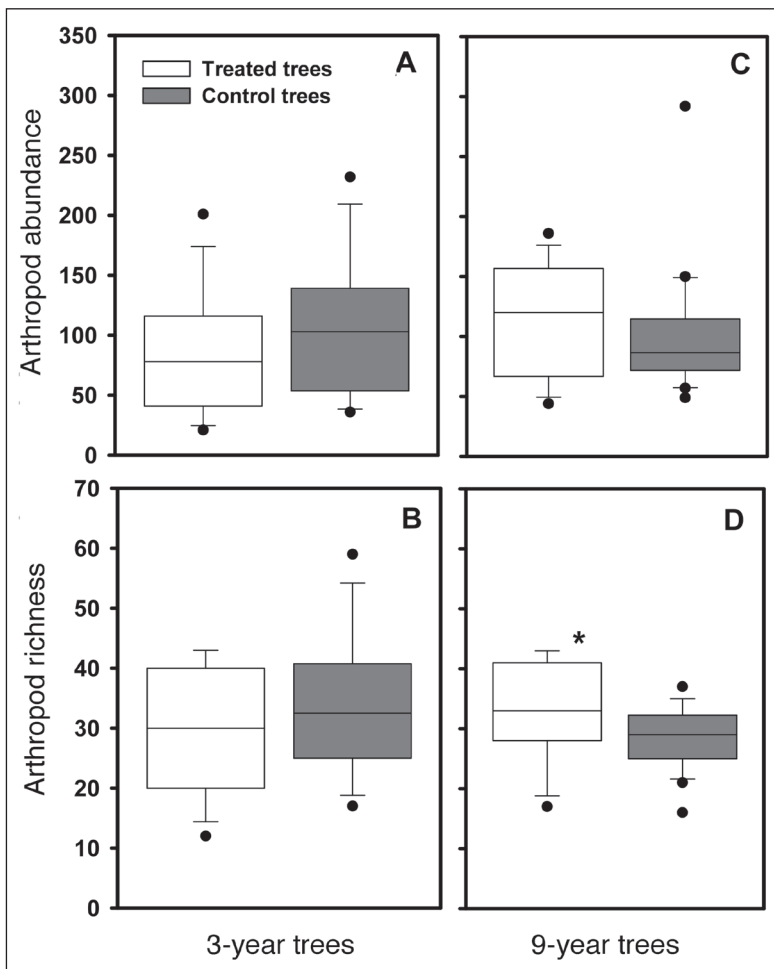 Arthropod abundance
350
300
250
200
150
100
50
0
Treated trees
Control trees
A
C
Arthropod richness
70
60
50
40
30
20
10
0
B
D
*
3-year trees
9-year trees